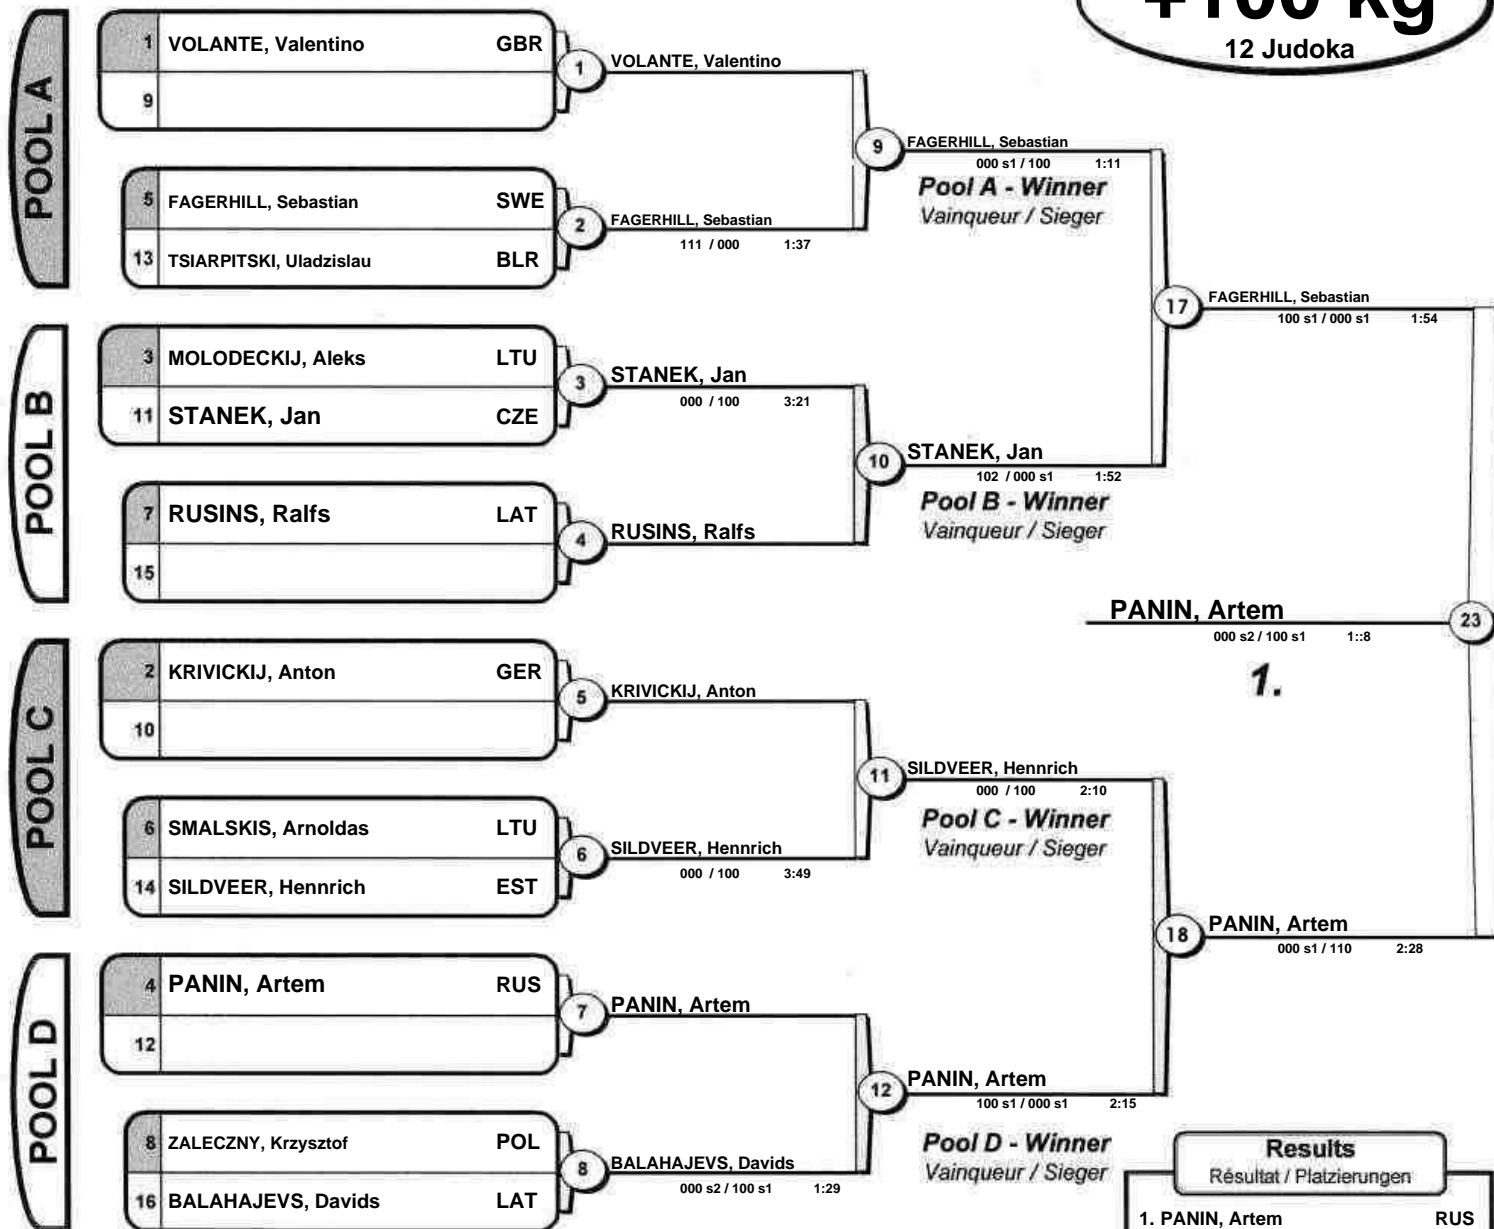 +100 kg
12 Judoka
POOL A
1 VOLANTE, Valentino GBR
9
1 VOLANTE, Valentino
5 FAGERHILL, Sebastian SWE
13 TSIARPITSKI, Uladzislau BLR
2 FAGERHILL, Sebastian
111 / 000 1:37
9 FAGERHILL, Sebastian
000 s1 / 100 1:11
Pool A - Winner
Vainqueur / Sieger
POOL B
3 MOLODECKIJ, Aleks LTU
11 STANEK, Jan CZE
3 STANEK, Jan
000 / 100 3:21
7 RUSINS, Ralfs LAT
15
4 RUSINS, Ralfs
10 STANEK, Jan
102 / 000 s1 1:52
Pool B - Winner
Vainqueur / Sieger
17 FAGERHILL, Sebastian
100 s1 / 000 s1 1:54
PANIN, Artem 23
000 s2 / 100 s1 1::8
1.
POOL C
2 KRIVICKIJ, Anton GER
10
5 KRIVICKIJ, Anton
6 SMALSKIS, Arnoldas LTU
14 SILDVEER, Hennrich EST
6 SILDVEER, Hennrich
000 / 100 3:49
11 SILDVEER, Hennrich
000 / 100 2:10
Pool C - Winner
Vainqueur / Sieger
18 PANIN, Artem
000 s1 / 110 2:28
POOL D
4 PANIN, Artem RUS
12
7 PANIN, Artem
8 ZALECZNY, Krzysztof POL
16 BALAHAJEVS, Davids LAT
8 BALAHAJEVS, Davids
000 s2 / 100 s1 1:29
12 PANIN, Artem
100 s1 / 000 s1 2:15
Pool D - Winner
Vainqueur / Sieger
Results
Résultat / Platzierungen
1. PANIN, Artem RUS